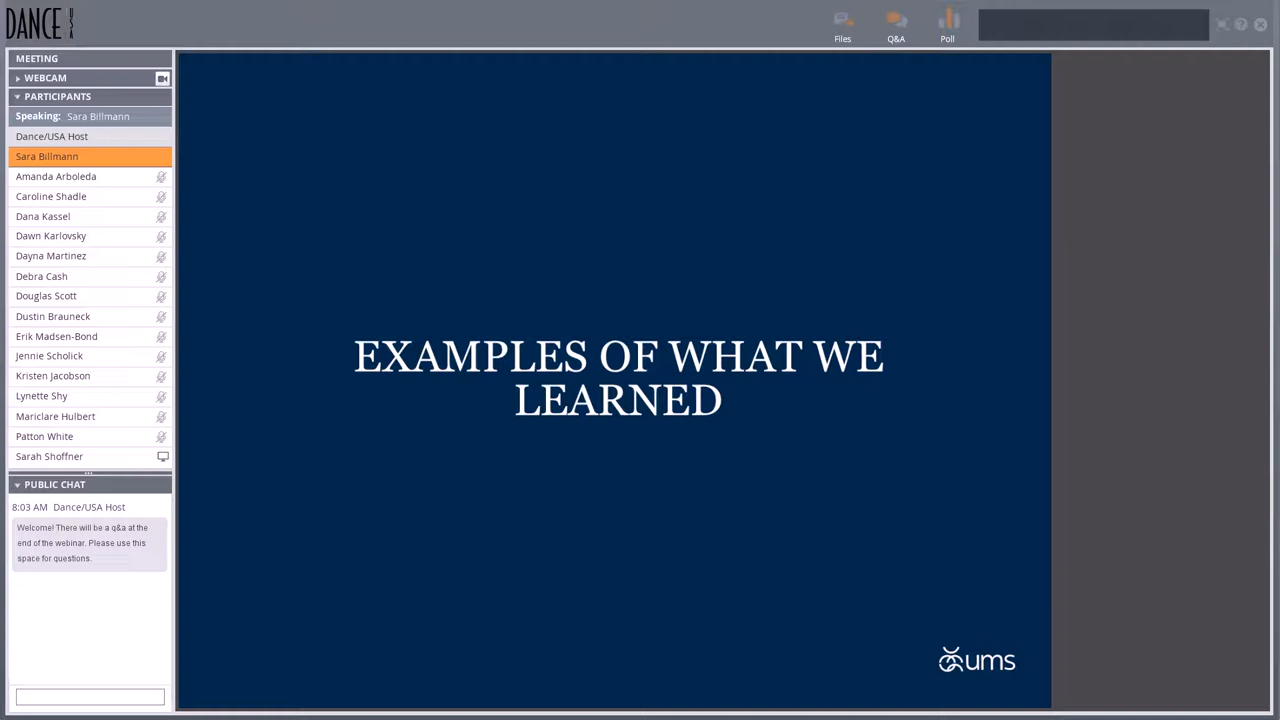 DANCE USA
Files
Q&A
Poll
MEETING
WEBCAM
PARTICIPANTS
Speaking: Sara Billmann
Dance/USA Host
Sara Billmann
Amanda Arboleda
Caroline Shadle
Dana Kassel
Dawn Karlovsky
Dayna Martinez
Debra Cash
Douglas Scott
Dustin Brauneck
Erik Madsen-Bond
Jennie Scholick
Kristen Jacobson
Lynette Shy
Mariclare Hulbert
Patton White
Sarah Shoffner
PUBLIC CHAT
8:03 AM Dance/USA Host
Welcome! There will be a q&a at the
end of the webinar. Please use this
space for questions.
EXAMPLES OF WHAT WE
LEARNED
ums